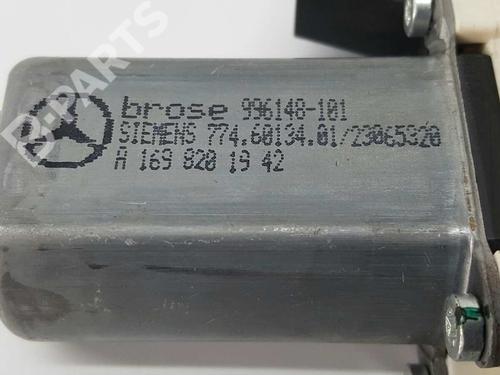 B-PARTS
brose 996148-101
SIEMENS 774.60134.01/23065320
A 169 820 19 42